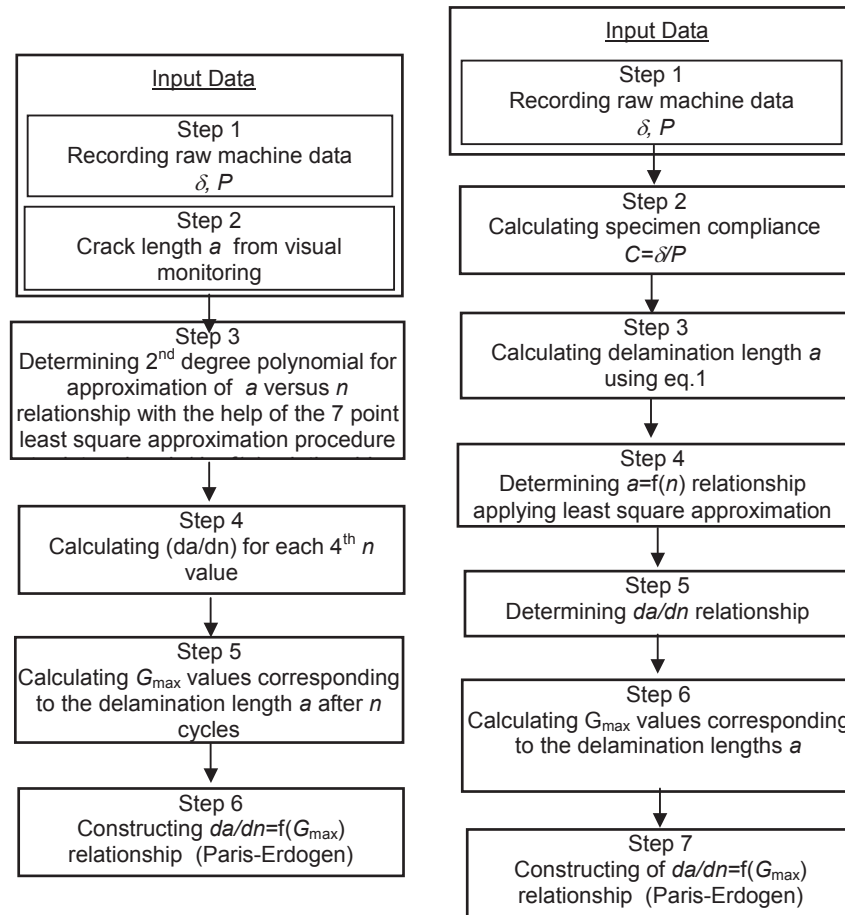 Input Data
Step 1
Recording raw machine data
δ, P
Step 2
Crack length a from visual
monitoring
Step 3
Determining 2nd degree polynomial for
approximation of a versus n
relationship with the help of the 7 point
least square approximation procedure
Step 4
Calculating (da/dn) for each 4th n
value
Step 5
Calculating Gmax values corresponding
to the delamination length a after n
cycles
Step 6
Constructing da/dn=f(Gmax)
relationship (Paris-Erdogen)
Input Data
Step 1
Recording raw machine data
δ, P
Step 2
Calculating specimen compliance
C=δ/P
Step 3
Calculating delamination length a
using eq.1
Step 4
Determining a=f(n) relationship
applying least square approximation
Step 5
Determining da/dn relationship
Step 6
Calculating Gmax values corresponding
to the delamination lengths a
Step 7
Constructing of da/dn=f(Gmax)
relationship (Paris-Erdogen)